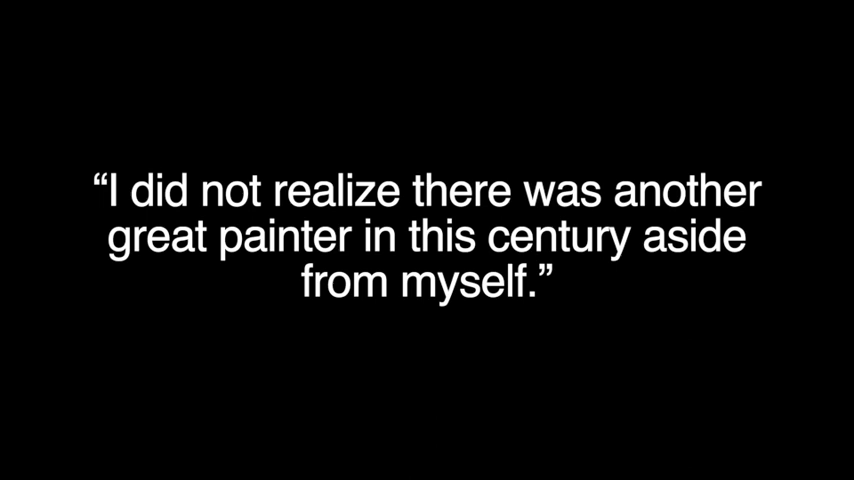 “I did not realize there was another
great painter in this century aside
from myself.”